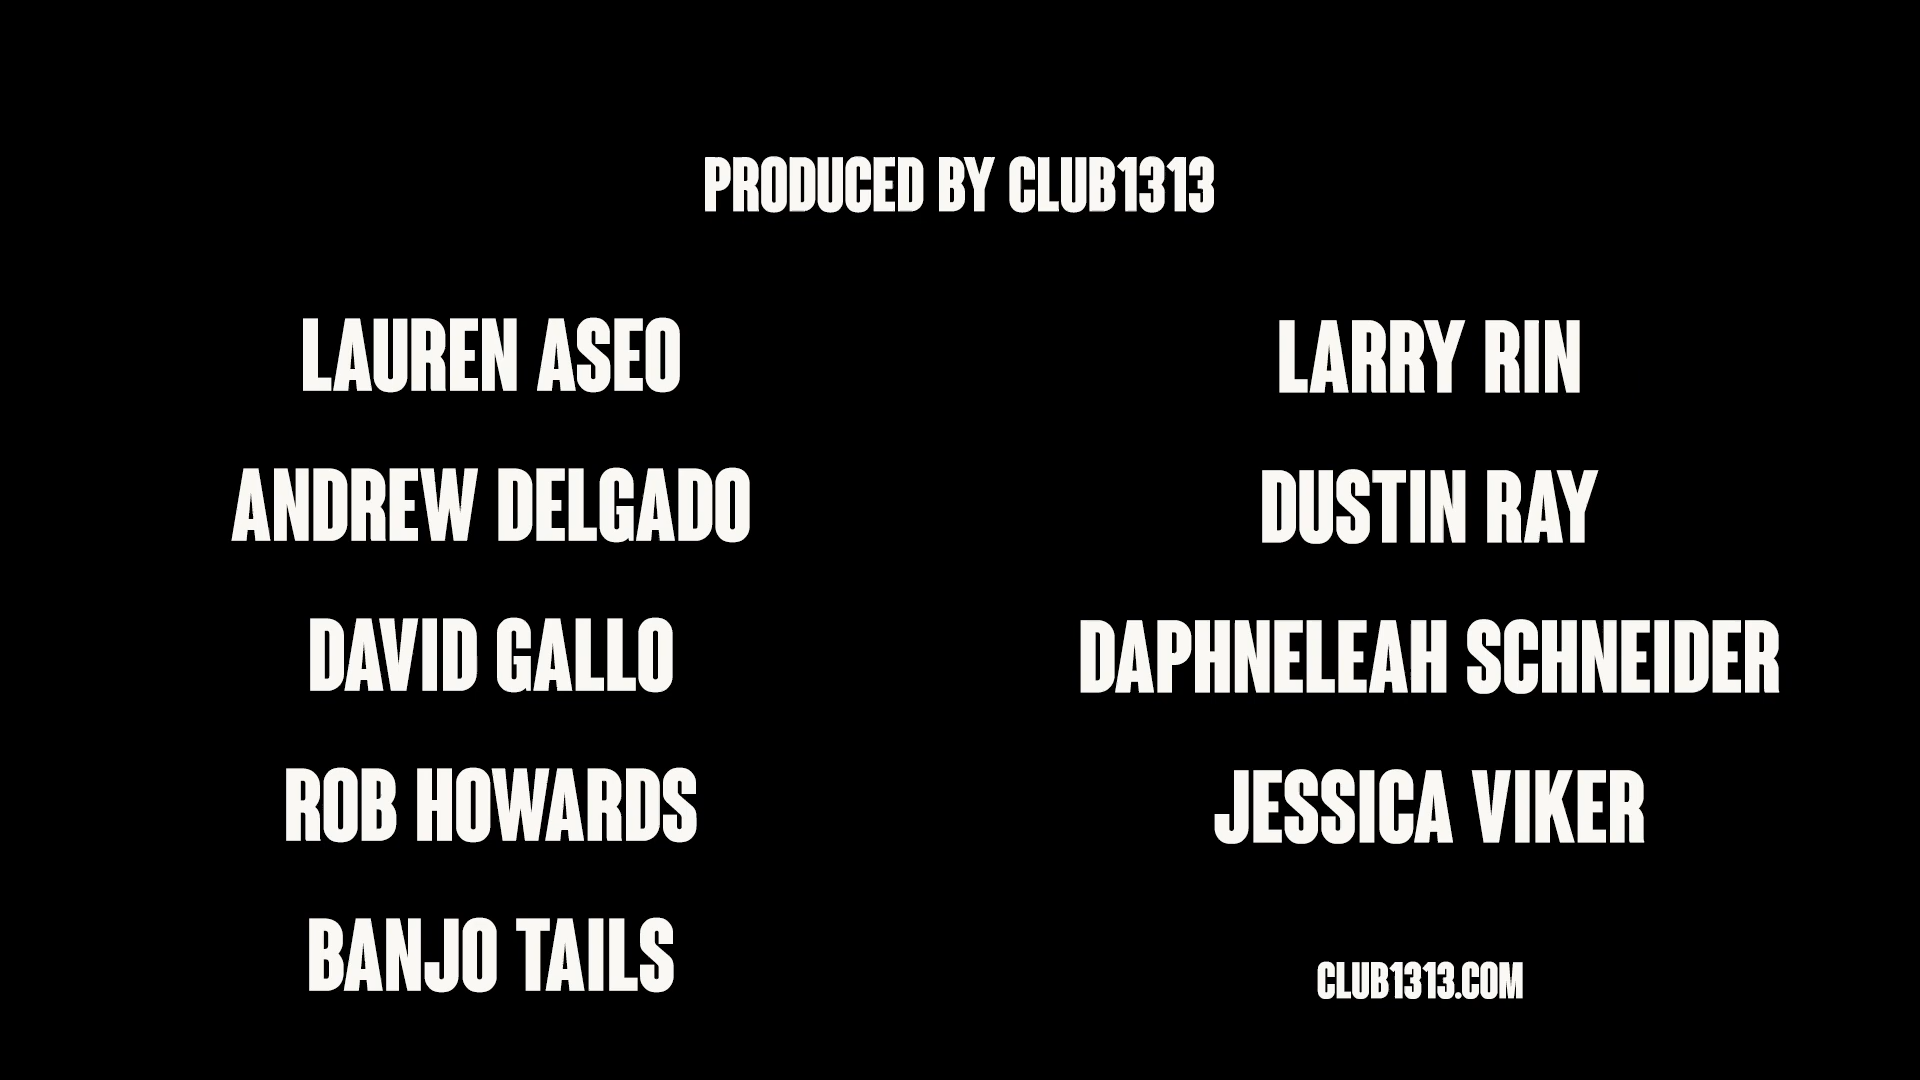 PRODUCED BY CLUB1313
LAUREN ASEO
ANDREW DELGADO
DAVID GALLO
ROB HOWARDS
BANJO TAILS
LARRY RIN
DUSTIN RAY
DAPHNELEAH SCHNEIDER
JESSICA VIKER
CLUB1313.COM